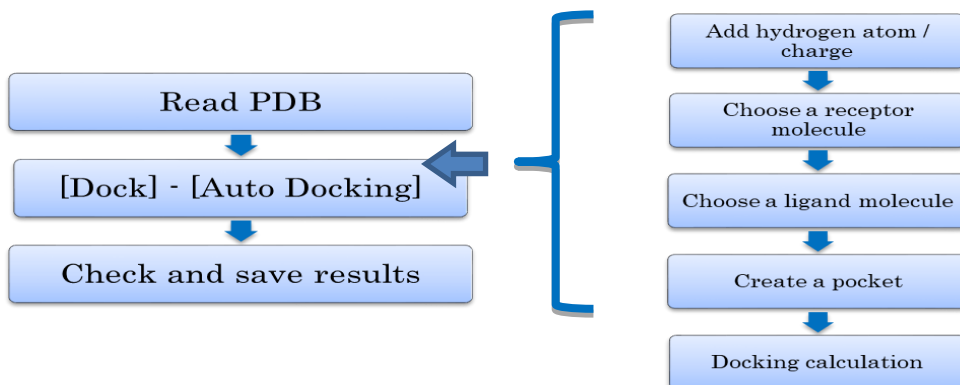 Read PDB
[Dock] - [Auto Docking]
Check and save results
Add hydrogen atom /
charge
Choose a receptor
molecule
Choose a ligand molecule
Create a pocket
Docking calculation